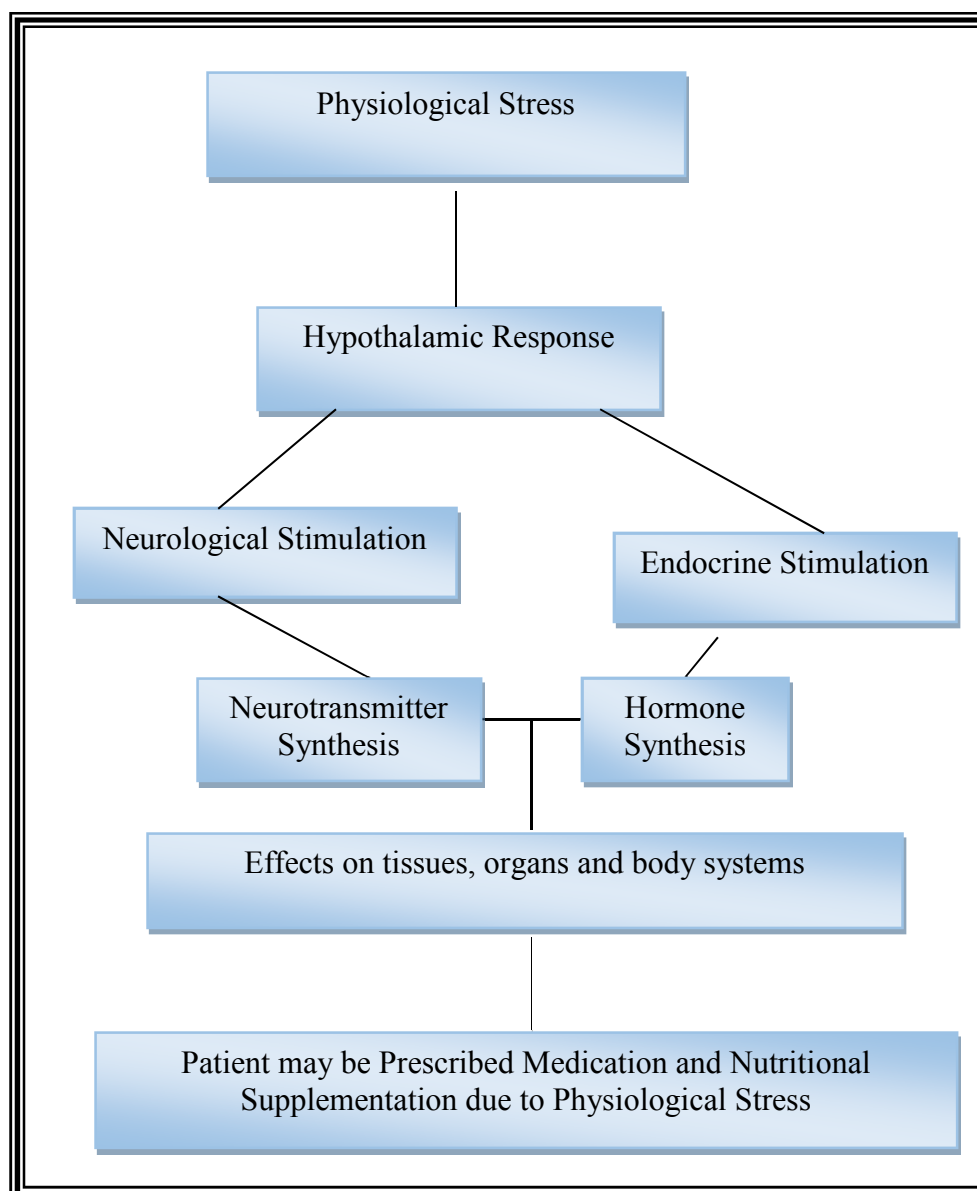 Physiological Stress
Hypothalamic Response
Neurological Stimulation
Endocrine Stimulation
Neurotransmitter
Synthesis
Hormone
Synthesis
Effects on tissues, organs and body systems
Patient may be Prescribed Medication and Nutritional
Supplementation due to Physiological Stress